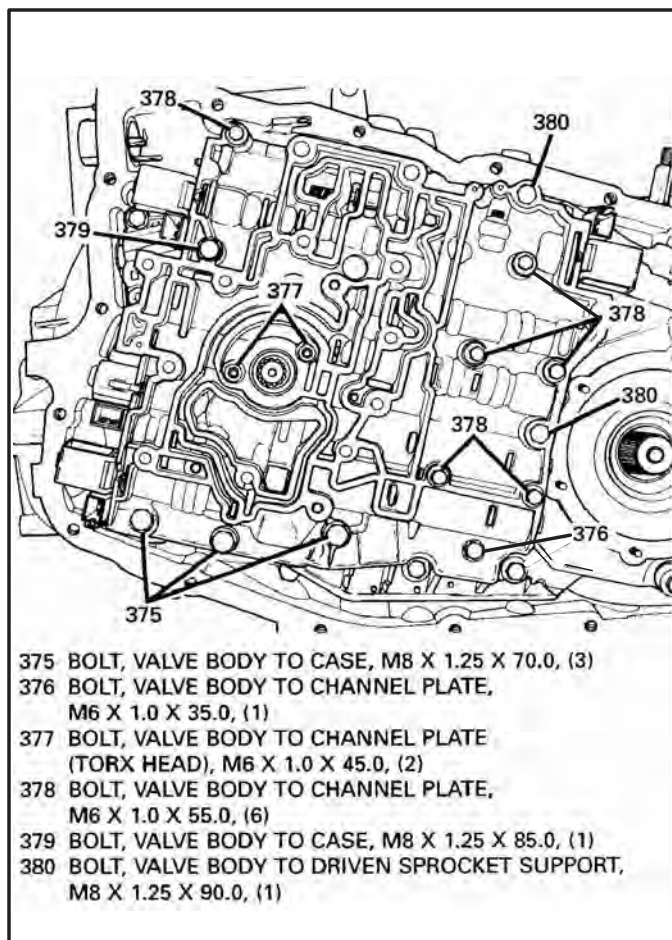 378
380
379
377
378
380
378
376
375
375 BOLT, VALVE BODY TO CASE, M8 X 1.25 X 70.0, (3)
376 BOLT, VALVE BODY TO CHANNEL PLATE,
M6 X 1.0 X 35.0, (1)
377 BOLT, VALVE BODY TO CHANNEL PLATE
(TORX HEAD), M6 X 1.0 X 45.0, (2)
378 BOLT, VALVE BODY TO CHANNEL PLATE,
M6 X 1.0 X 55.0, (6)
379 BOLT, VALVE BODY TO CASE, M8 X 1.25 X 85.0, (1)
380 BOLT, VALVE BODY TO DRIVEN SPROCKET SUPPORT,
M8 X 1.25 X 90.0, (1)